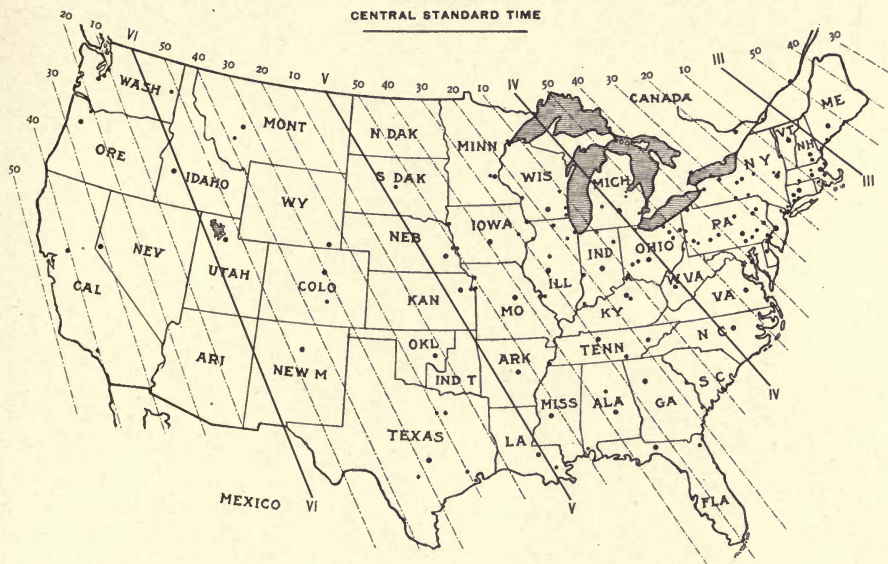 CENTRAL STANDARD TIME
20 10 VI 50 40 30 20 10 V 50 40 30 20 10 IV 50 40 30 20 10 III 50 40 30
30
40
50
WASH
ORE
CAL
NEV
IDAHO
MONT
WY
UTAH
COLO
ARI
NEW M
N DAK
S DAK
NEB
KAN
OKL
IND T
TEXAS
MINN
IOWA
MO
ARK
LA
WIS
ILL
MICH
IND
OHIO
KY
TENN
MISS
ALA
GA
FLA
S C
N C
VA
W VA
PA
N Y
VT
NH
ME
CANADA
MEXICO
VI
V
IV
III